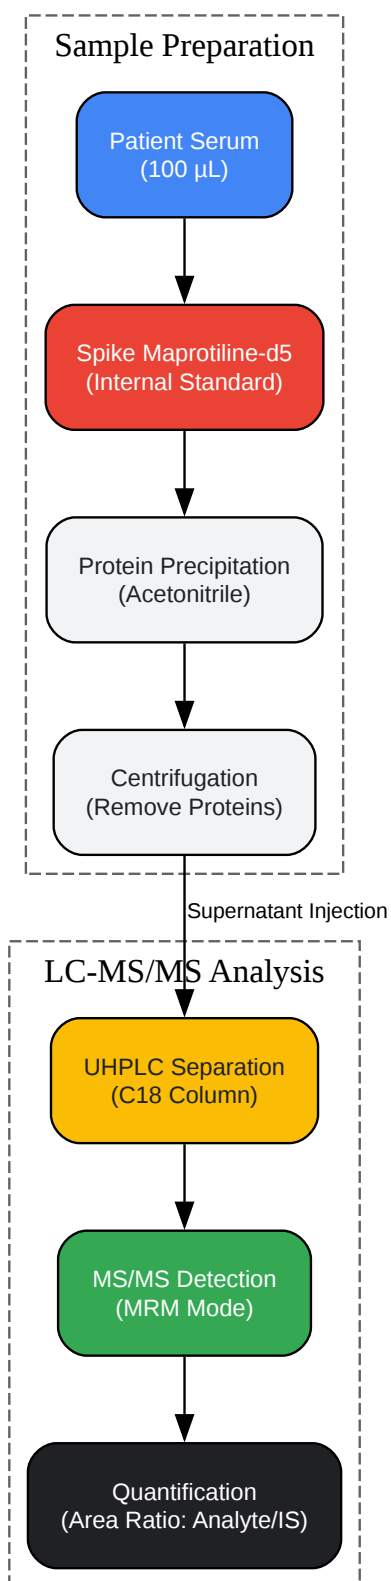 Sample Preparation
Patient Serum
(100 µL)
Spike Maprotiline-d5
(Internal Standard)
Protein Precipitation
(Acetonitrile)
Centrifugation
(Remove Proteins)
Supernatant Injection
LC-MS/MS Analysis
UHPLC Separation
(C18 Column)
MS/MS Detection
(MRM Mode)
Quantification
(Area Ratio: Analyte/IS)